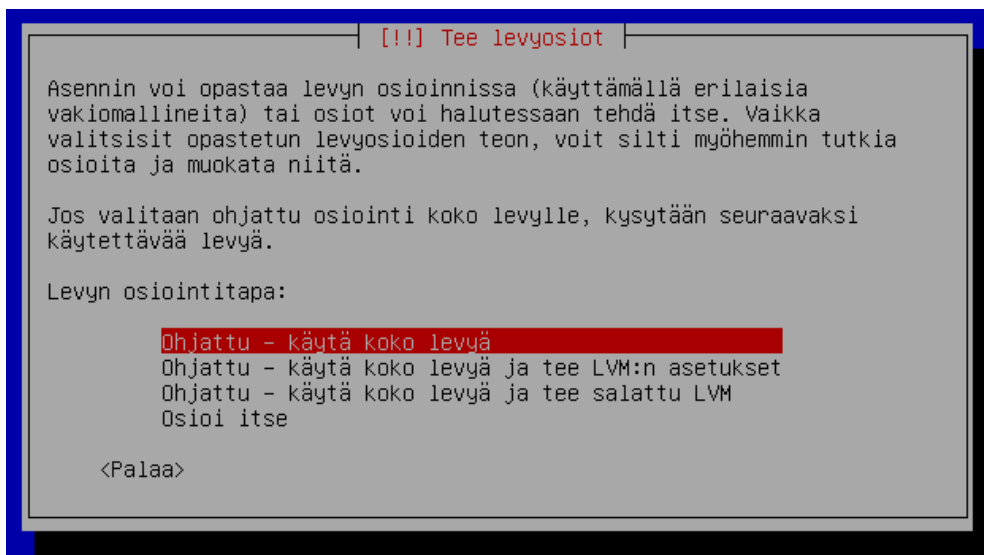 [!!] Tee levyosiot
Asennin voi opastaa levyn osioinnissa (käyttämällä erilaisia
vakiomallineita) tai osiot voi halutessaan tehdä itse. Vaikka
valitsisit opastetun levyosioiden teon, voit silti myöhemmin tutkia
osioita ja muokata niitä.
Jos valitaan ohjattu osiointi koko levylle, kysytään seuraavaksi
käytettävää levyä.
Levyn osiointitapa:
Ohjattu – käytä koko levyä
Ohjattu – käytä koko levyä ja tee LVM:n asetukset
Ohjattu – käytä koko levyä ja tee salattu LVM
Osioi itse
<Palaa>